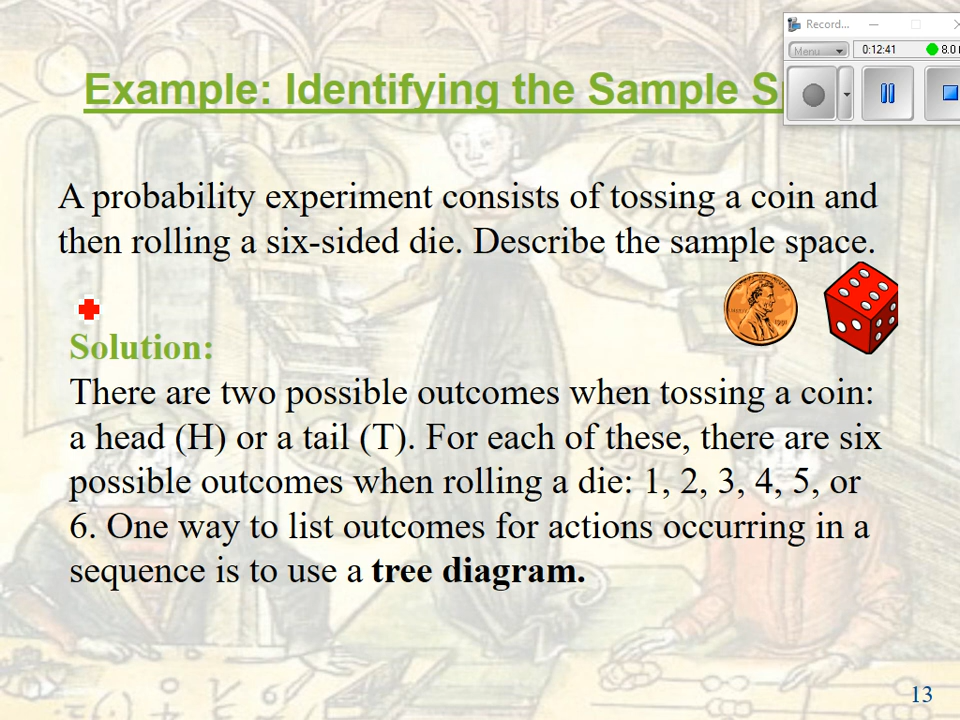 Record...
Menu
0:12:41
8.0
Example: Identifying the Sample S
A probability experiment consists of tossing a coin and
then rolling a six-sided die. Describe the sample space.
Solution:
There are two possible outcomes when tossing a coin:
a head (H) or a tail (T). For each of these, there are six
possible outcomes when rolling a die: 1, 2, 3, 4, 5, or
6. One way to list outcomes for actions occurring in a
sequence is to use a tree diagram.
13